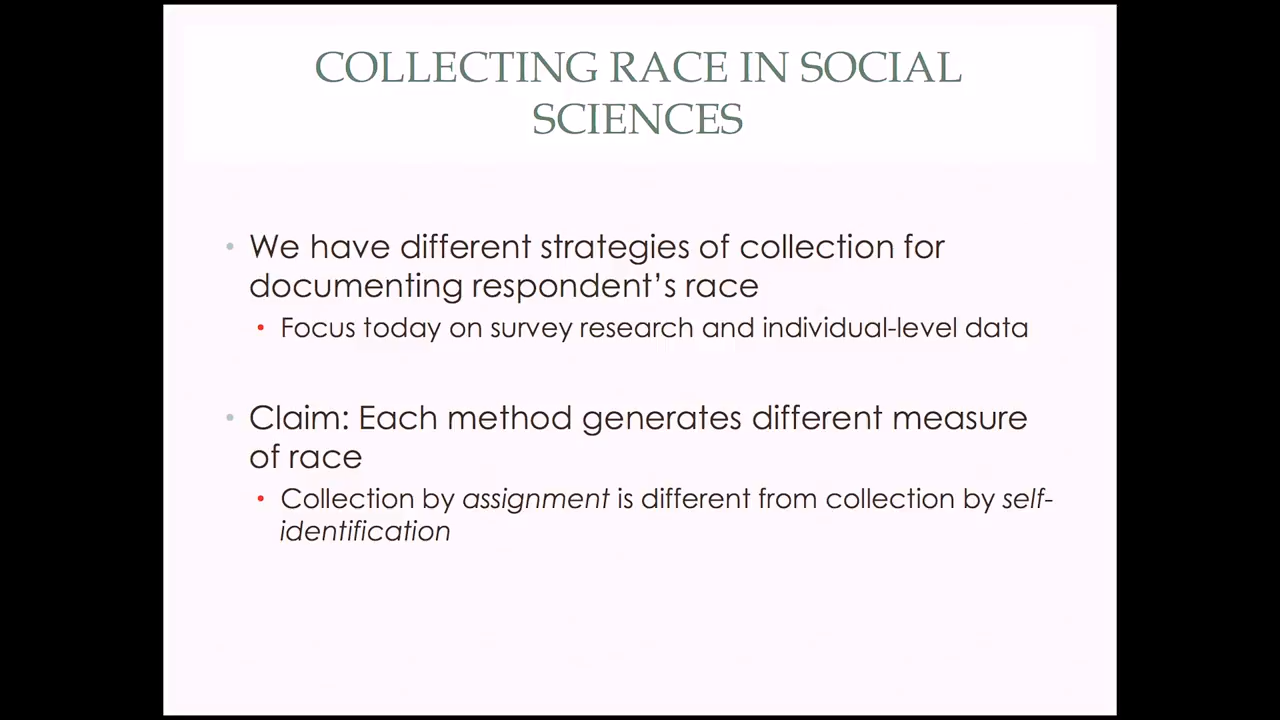 COLLECTING RACE IN SOCIAL
SCIENCES
• We have different strategies of collection for
documenting respondent’s race
• Focus today on survey research and individual-level data
• Claim: Each method generates different measure
of race
• Collection by assignment is different from collection by self-
identification